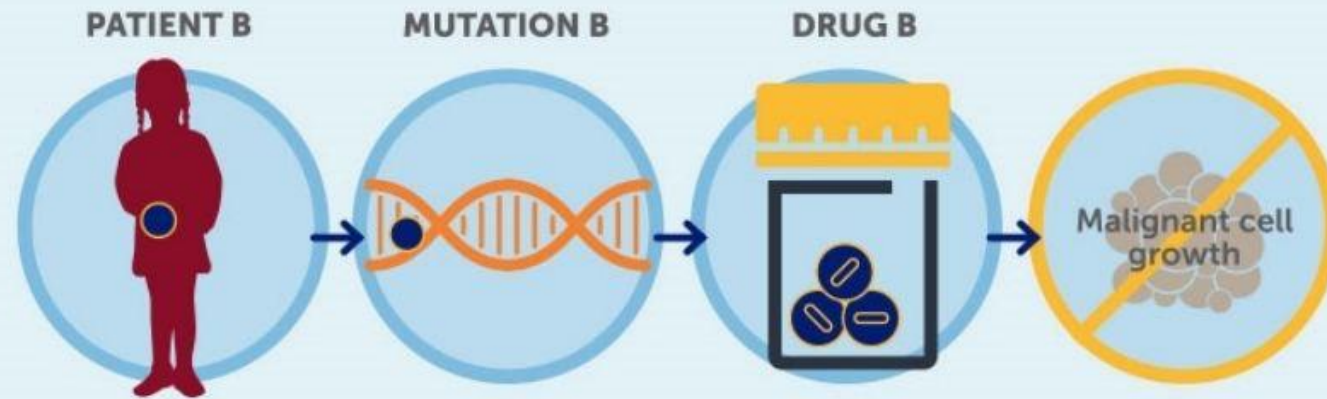 PATIENT B
MUTATION B
DRUG B
Malignant cell
growth